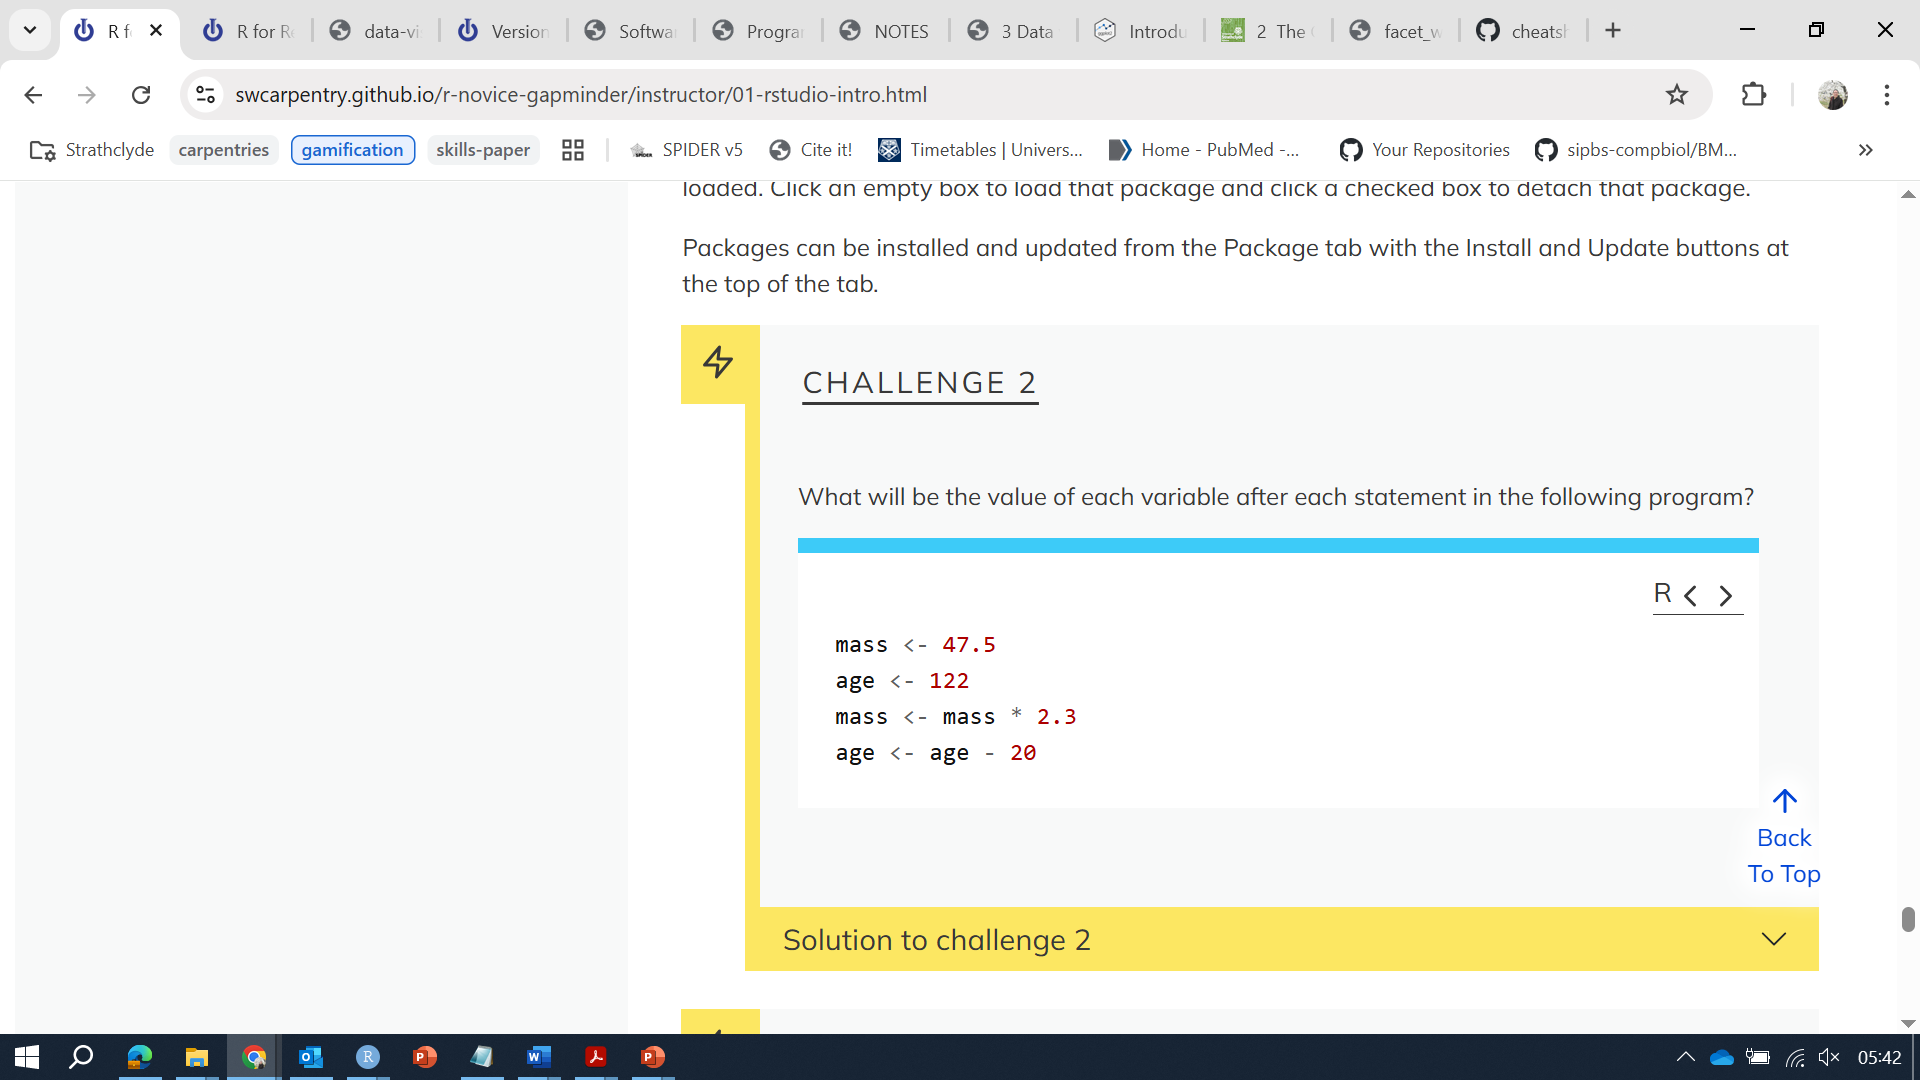 R f
R for R
data-vi
Version
Softwa
Progra
NOTES
3 Data
Introdu
2 The
facet_w
cheatsh
swcarpentry.github.io/r-novice-gapminder/instructor/01-rstudio-intro.html
Strathclyde
carpentries
gamification
skills-paper
SPIDER v5
Cite it!
Timetables | Univers...
Home - PubMed -...
Your Repositories
sipbs-compbiol/BM...
loaded. Click an empty box to load that package and click a checked box to detach that package.
Packages can be installed and updated from the Package tab with the Install and Update buttons at
the top of the tab.
CHALLENGE 2
What will be the value of each variable after each statement in the following program?
R < >
mass <- 47.5
age <- 122
mass <- mass * 2.3
age <- age - 20
Back
To Top
Solution to challenge 2
05:42